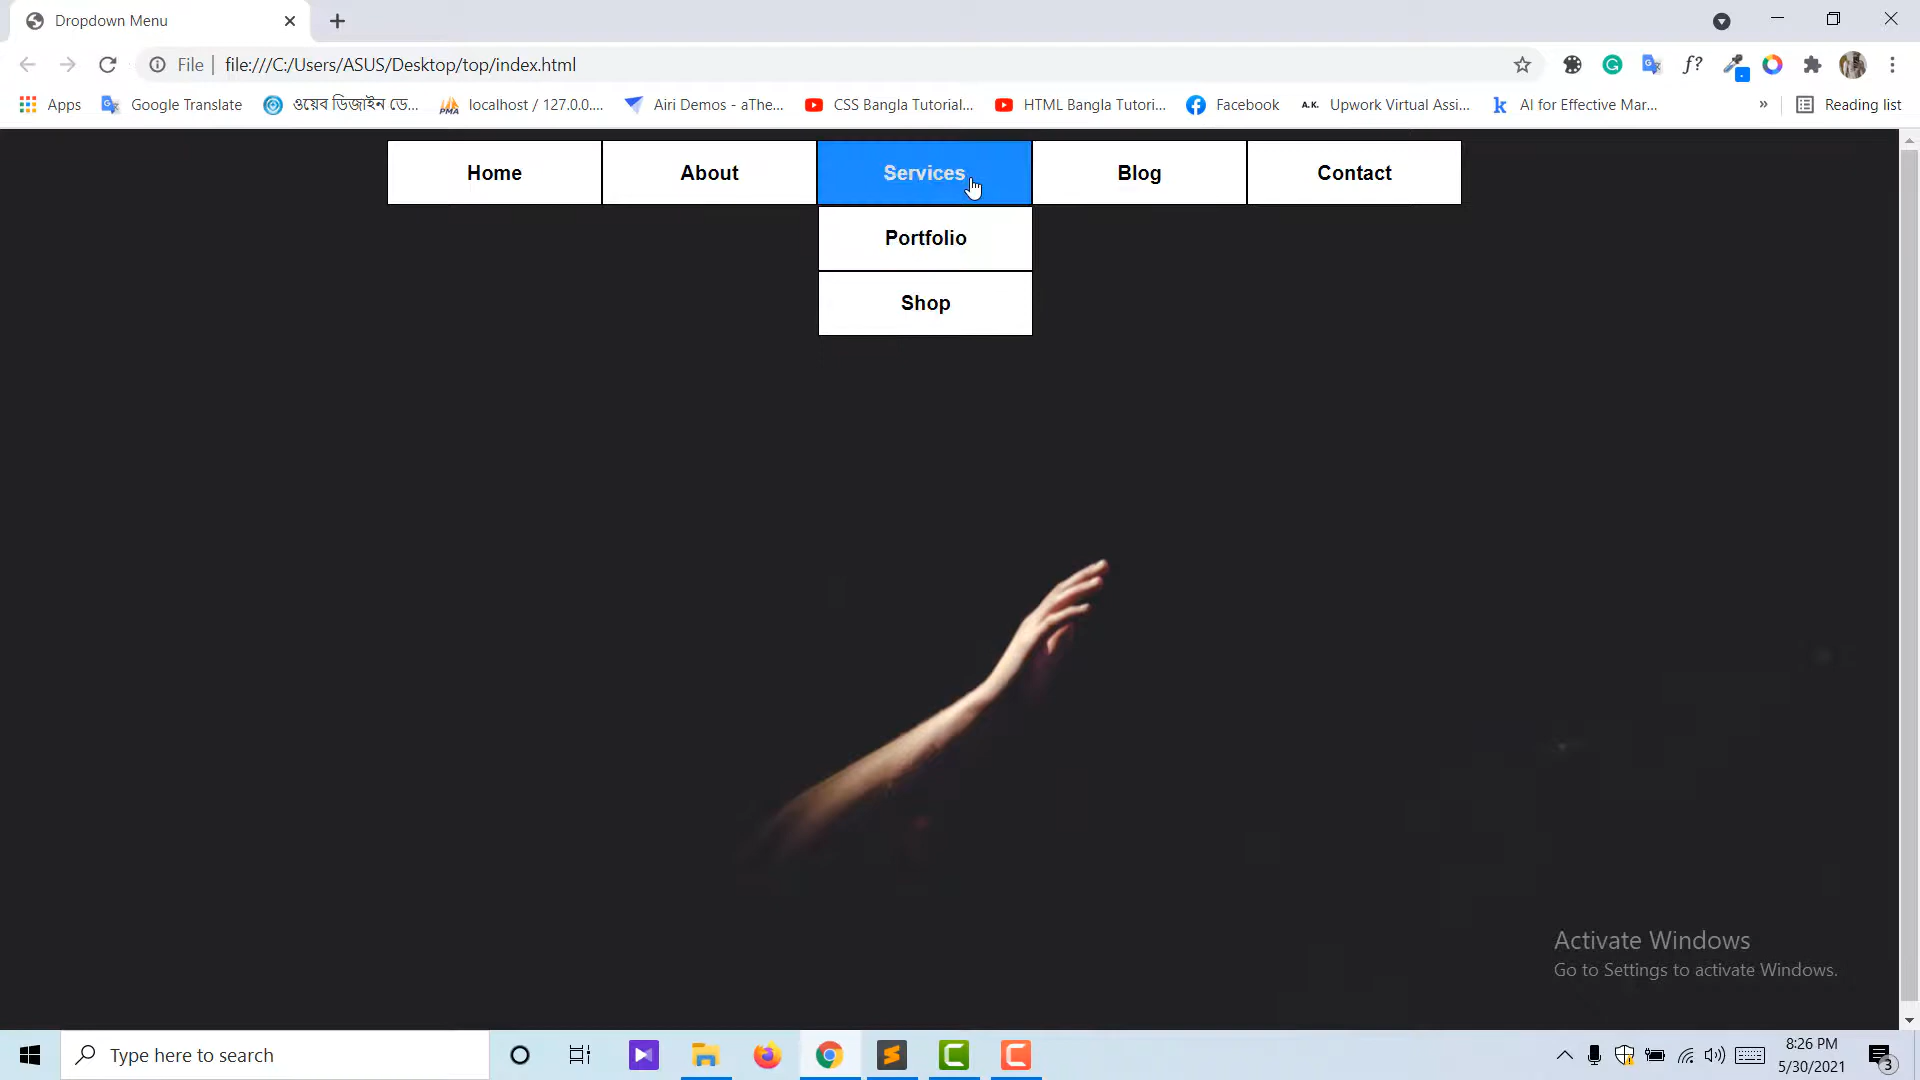 Dropdown Menu
File file:///C:/Users/ASUS/Desktop/top/index.html f?
Apps Google Translate ওয়েব ডিজাইন ডে... localhost / 127.0.0.... Airi Demos - aThe... CSS Bangla Tutorial... HTML Bangla Tutori... Facebook A.K. Upwork Virtual Assi... k AI for Effective Mar... » Reading list
PMA
Home About Services Blog Contact
Portfolio
Shop
Activate Windows
Go to Settings to activate Windows.
Type here to search
8:26 PM
5/30/2021
3